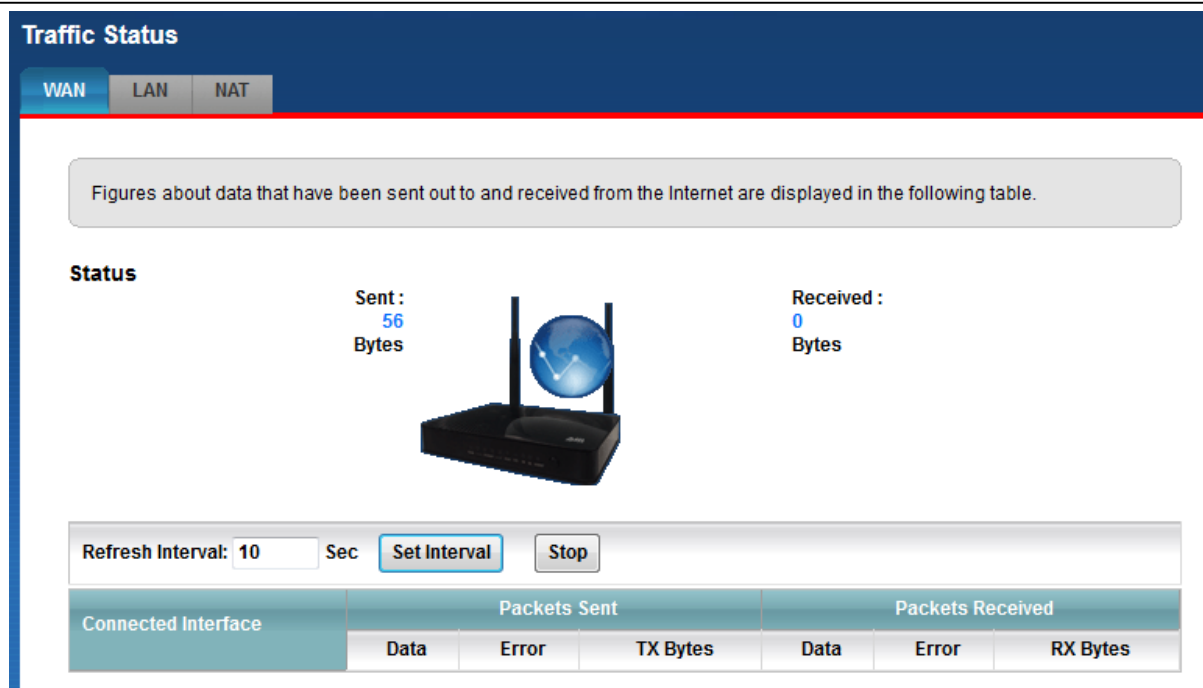 Traffic Status
WAN LAN NAT
Figures about data that have been sent out to and received from the Internet are displayed in the following table.
Status
Sent :
56
Bytes
Received :
0
Bytes
Refresh Interval: 10 Sec Set Interval Stop
Connected Interface Packets Sent Packets Received
Data Error TX Bytes Data Error RX Bytes